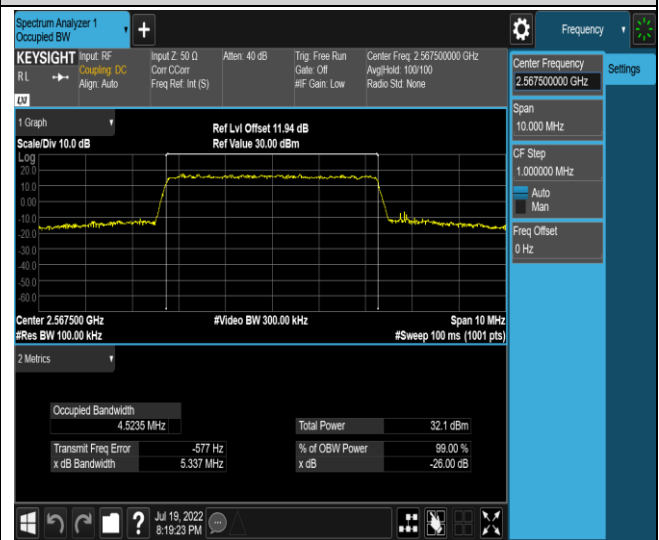 Spectrum Analyzer 1
Occupied BW
+
Frequency
KEYSIGHT
R L
LXI
Input: RF
Coupling: DC
Align: Auto
Input Z: 50 Ω
Corr CCorr
Freq Ref: Int (S)
Atten: 40 dB
Trig: Free Run
Gate: Off
#IF Gain: Low
Center Freq: 2.567500000 GHz
Avg|Hold: 100/100
Radio Std: None
Center Frequency
2.567500000 GHz
Settings
Span
10.000 MHz
CF Step
1.000000 MHz
Auto
Man
Freq Offset
0 Hz
1 Graph
Scale/Div 10.0 dB
Ref Lvl Offset 11.94 dB
Ref Value 30.00 dBm
Log
20.0
10.0
0.00
-10.0
-20.0
-30.0
-40.0
-50.0
-60.0
Center 2.567500 GHz
#Video BW 300.00 kHz
Span 10 MHz
#Res BW 100.00 kHz
#Sweep 100 ms (1001 pts)
2 Metrics
Occupied Bandwidth
4.5235 MHz
Total Power 32.1 dBm
Transmit Freq Error -577 Hz
% of OBW Power 99.00 %
x dB Bandwidth 5.337 MHz
x dB -26.00 dB
?
Jul 19, 2022
8:19:23 PM